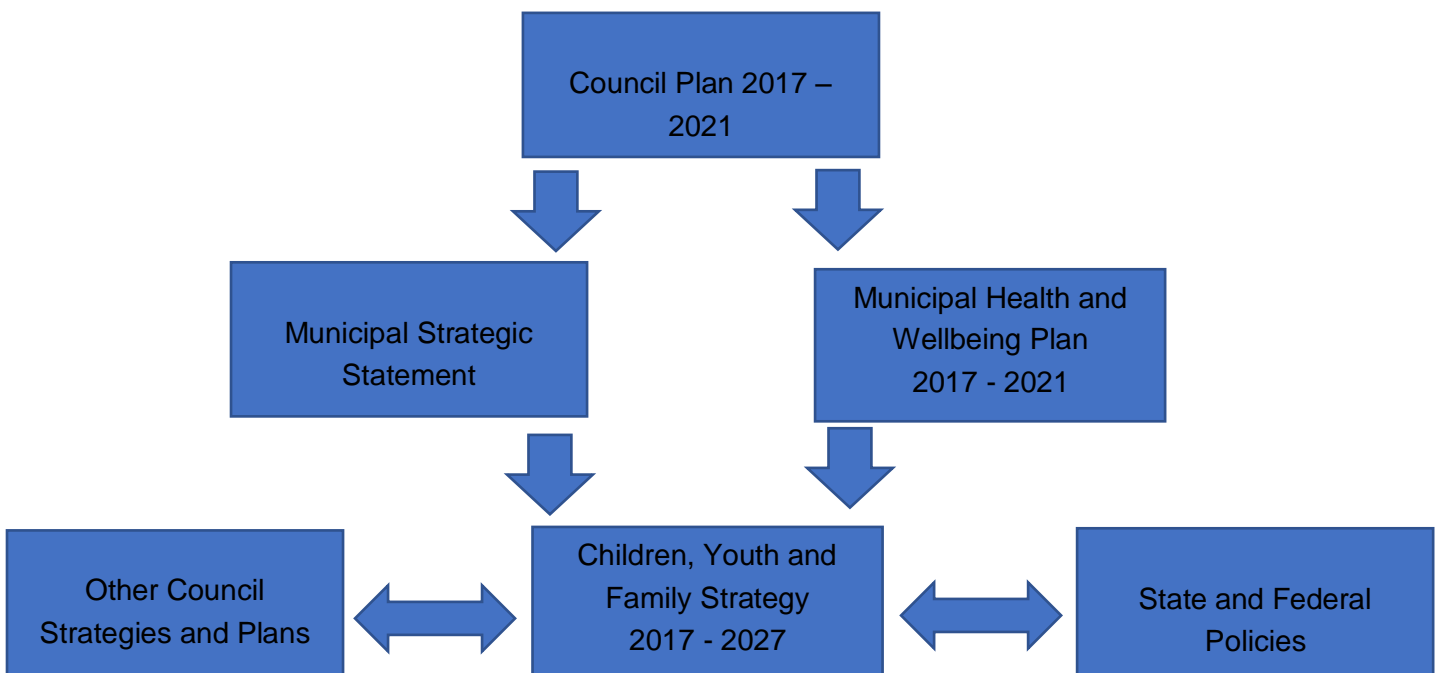 Council Plan 2017 –
2021
Municipal Strategic
Statement
Municipal Health and
Wellbeing Plan
2017 - 2021
Other Council
Strategies and Plans
Children, Youth and
Family Strategy
2017 - 2027
State and Federal
Policies